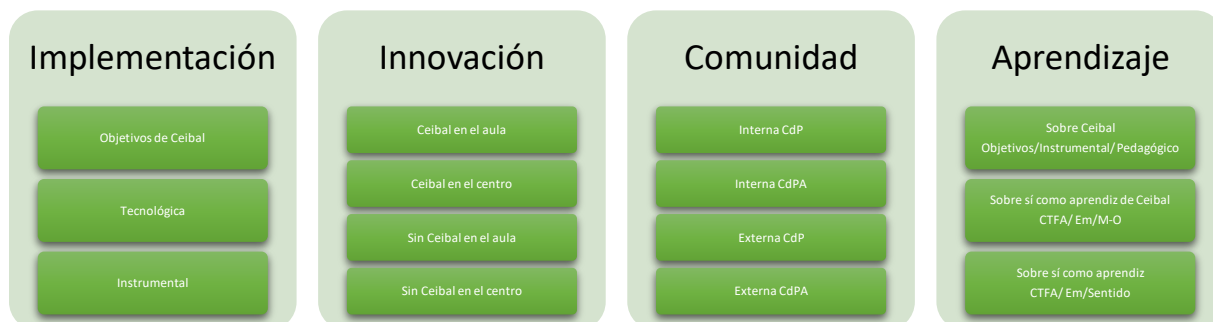 Implementación
Objetivos de Ceibal
Tecnológica
Instrumental
Innovación
Ceibal en el aula
Ceibal en el centro
Sin Ceibal en el aula
Sin Ceibal en el centro
Comunidad
Interna CdP
Interna CdPA
Externa CdP
Externa CdPA
Aprendizaje
Sobre Ceibal
Objetivos/Instrumental/Pedagógico
Sobre sí como aprendiz de Ceibal
CTFA/ Em/M-O
Sobre sí como aprendiz
CTFA/ Em/Sentido